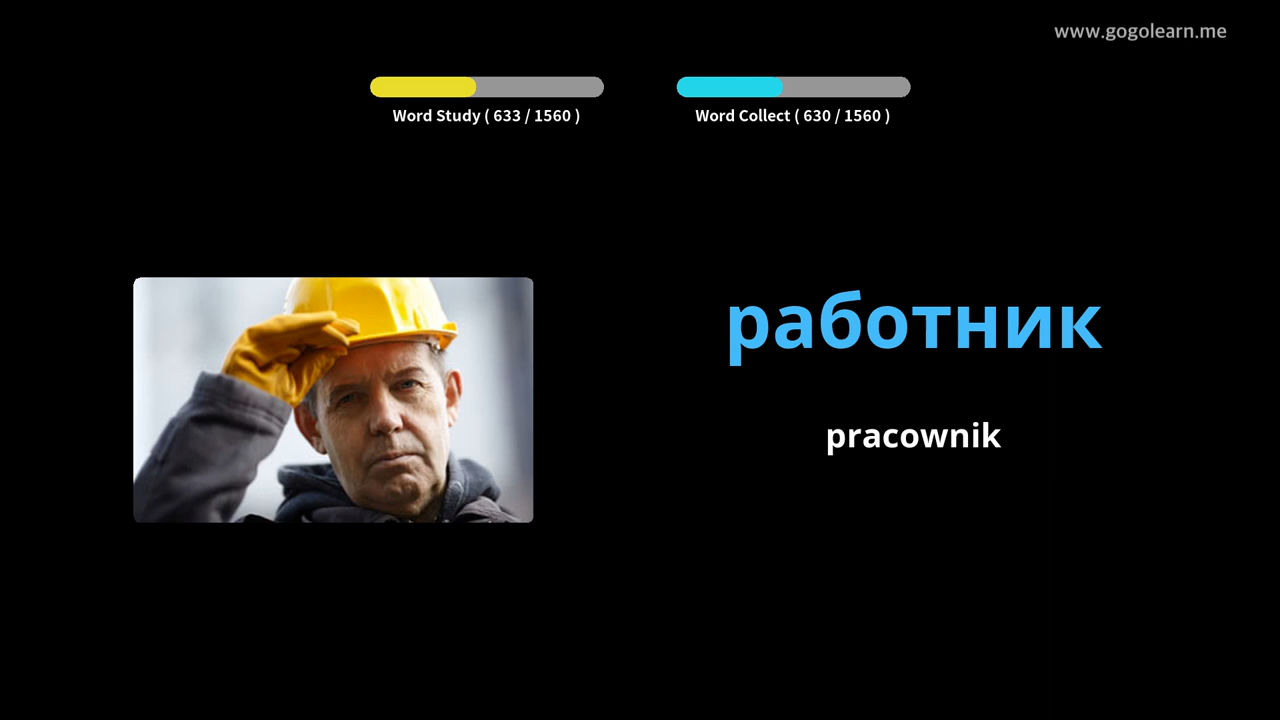 www.gogolearn.me
Word Study ( 633 / 1560 )
Word Collect ( 630 / 1560 )
работник
pracownik